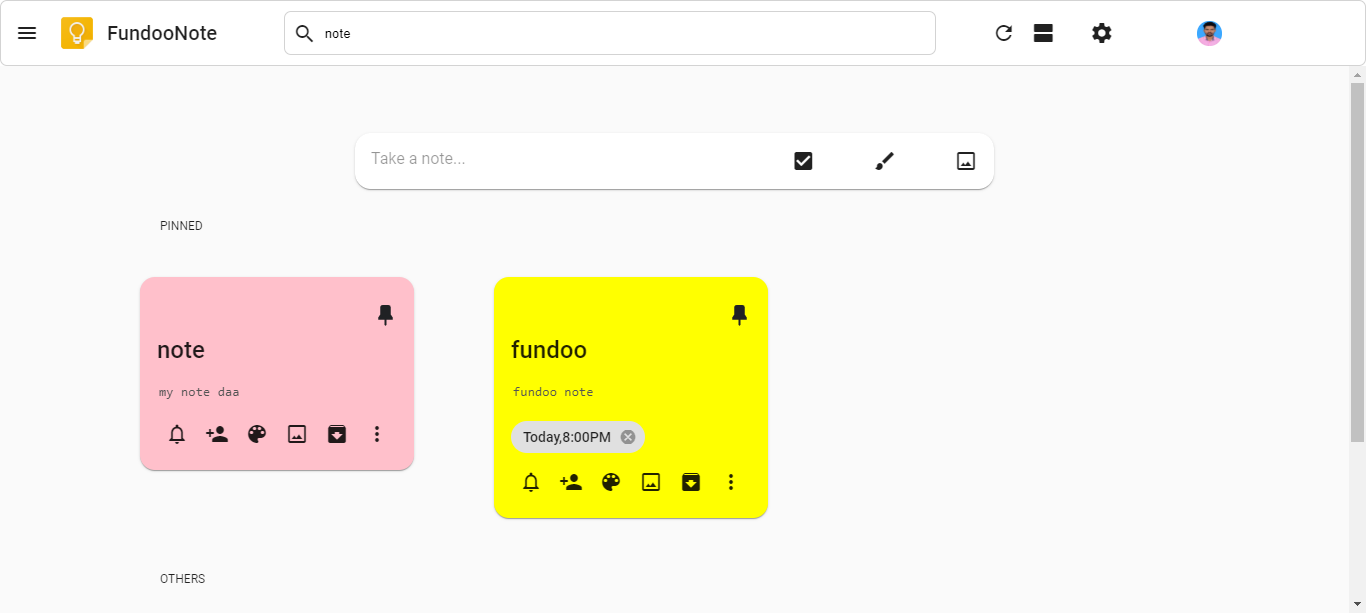 FundooNote
note
Take a note...
PINNED
note
my note daa
fundoo
fundoo note
Today,8:00PM
OTHERS